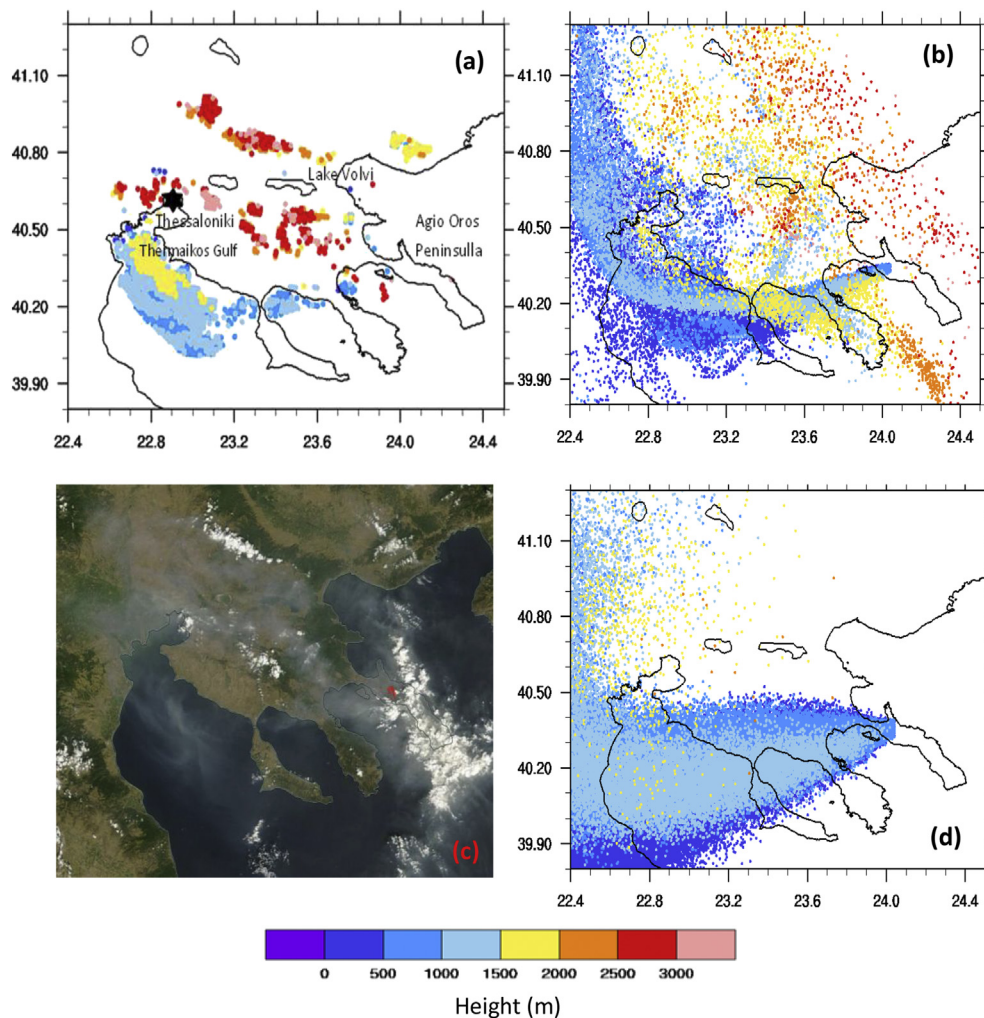 (a)
41.10
40.80
40.50
40.20
39.90
Lake Volvi
Thessaloniki
Agio Oros
Thermaikos Gulf
Peninsulla
22.4 22.8 23.2 23.6 24.0 24.4
(b)
41.10
40.80
40.50
40.20
39.90
22.4 22.8 23.2 23.6 24.0 24.4
(c)
41.10
40.80
40.50
40.20
39.90
(d)
22.4 22.8 23.2 23.6 24.0 24.4
0 500 1000 1500 2000 2500 3000
Height (m)